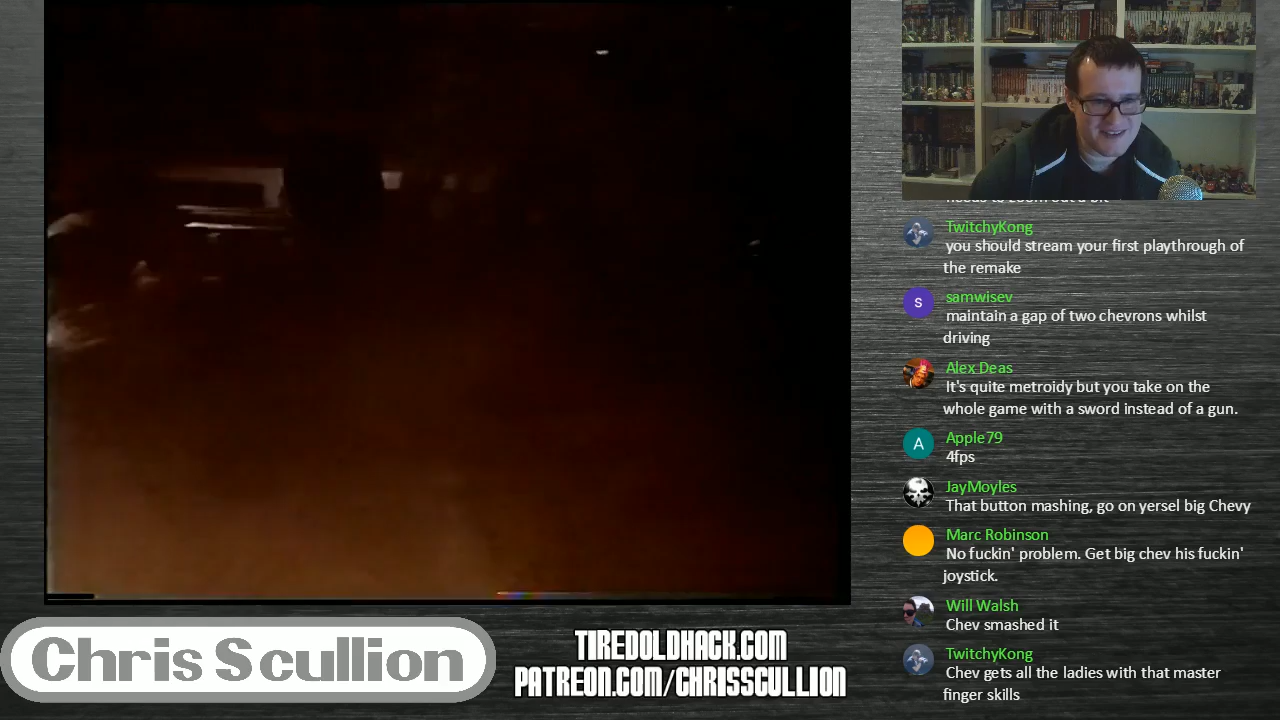 TwitchyKong
you should stream your first playthrough of
the remake
S
samwisev
maintain a gap of two chevrons whilst
driving
Alex Deas
It's quite metroidy but you take on the
whole game with a sword instead of a gun.
A
Apple79
4fps
JayMoyles
That button mashing, go on yersel big Chevy
Marc Robinson
No fuckin' problem. Get big chev his fuckin'
joystick.
Will Walsh
Chev smashed it
TwitchyKong
Chev gets all the ladies with that master
finger skills
Chris Scullion
TIREDOLDHACK.COM
PATREON.COM/CHRISSCULLION